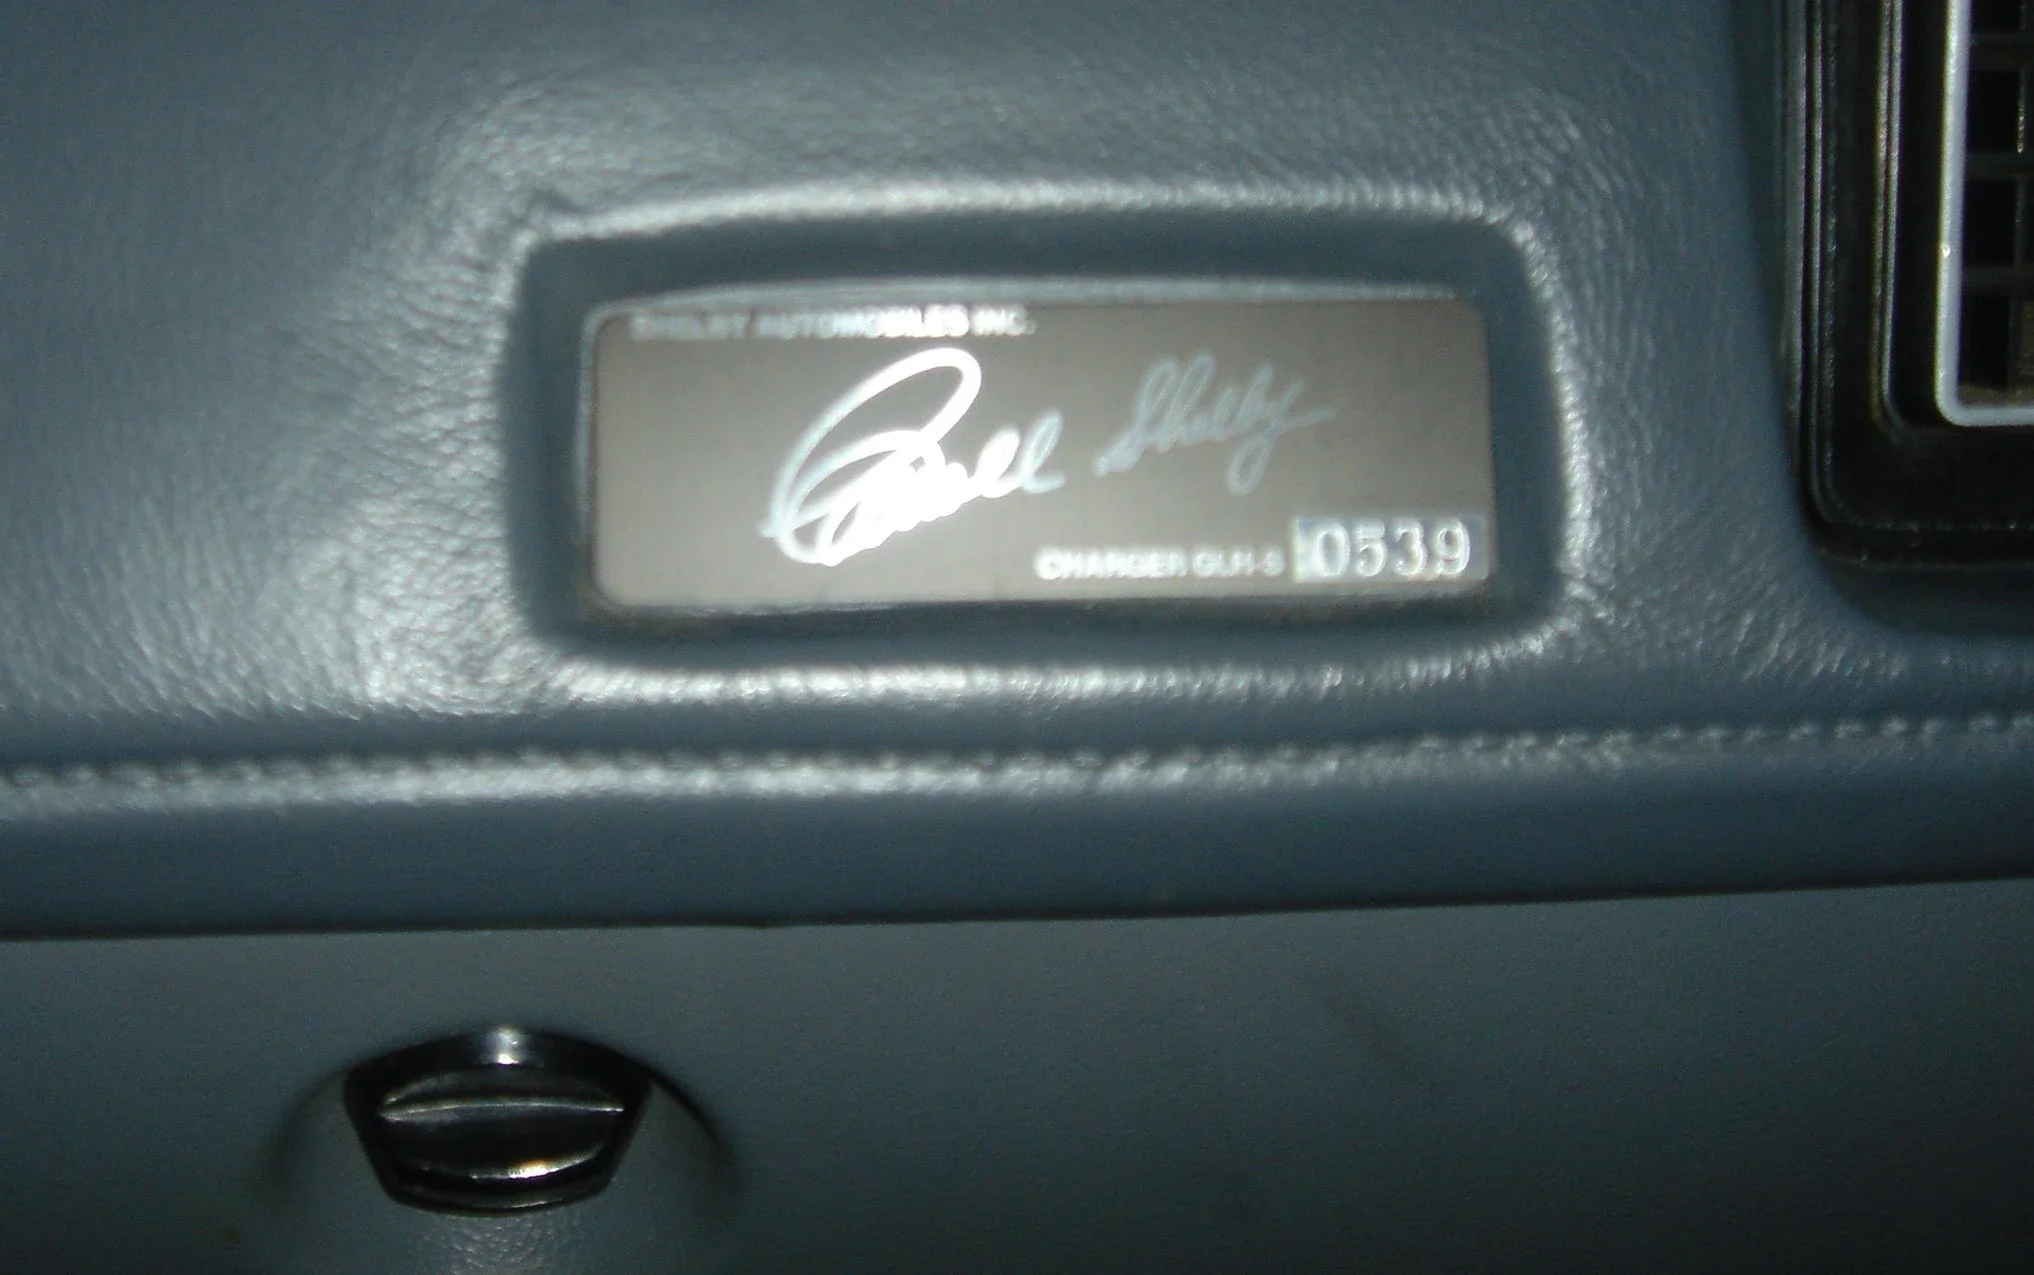 SHELBY AUTOMOBILES INC.
Carroll Shelby
CHARGER GLH-S 0539